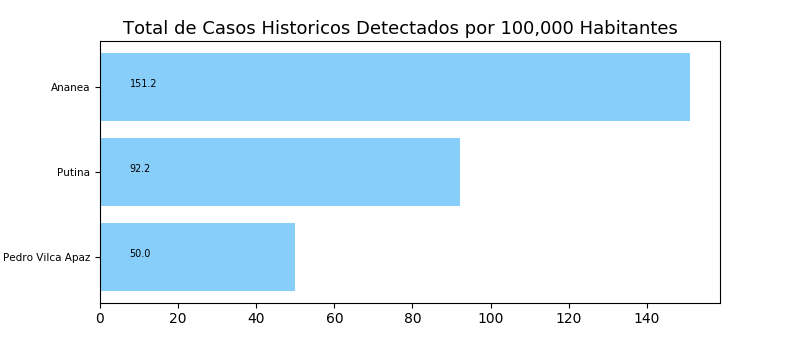 Total de Casos Historicos Detectados por 100,000 Habitantes
Ananea
151.2
Putina
92.2
Pedro Vilca Apaz
50.0
0 20 40 60 80 100 120 140